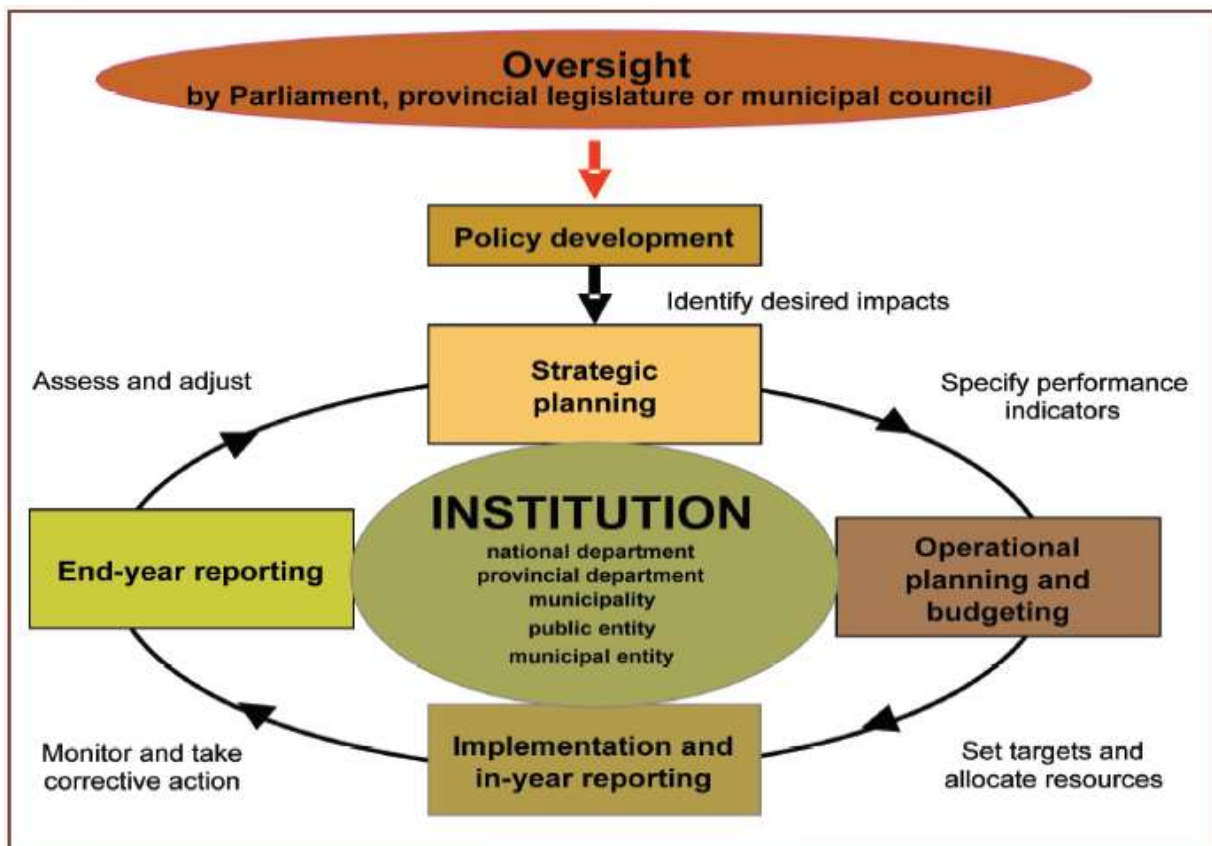 Oversight
by Parliament, provincial legislature or municipal council
Policy development
Identify desired impacts
Strategic
planning
Assess and adjust
Specify performance
indicators
INSTITUTION
national department
provincial department
municipality
public entity
municipal entity
End-year reporting
Operational
planning and
budgeting
Implementation and
in-year reporting
Monitor and take
corrective action
Set targets and
allocate resources